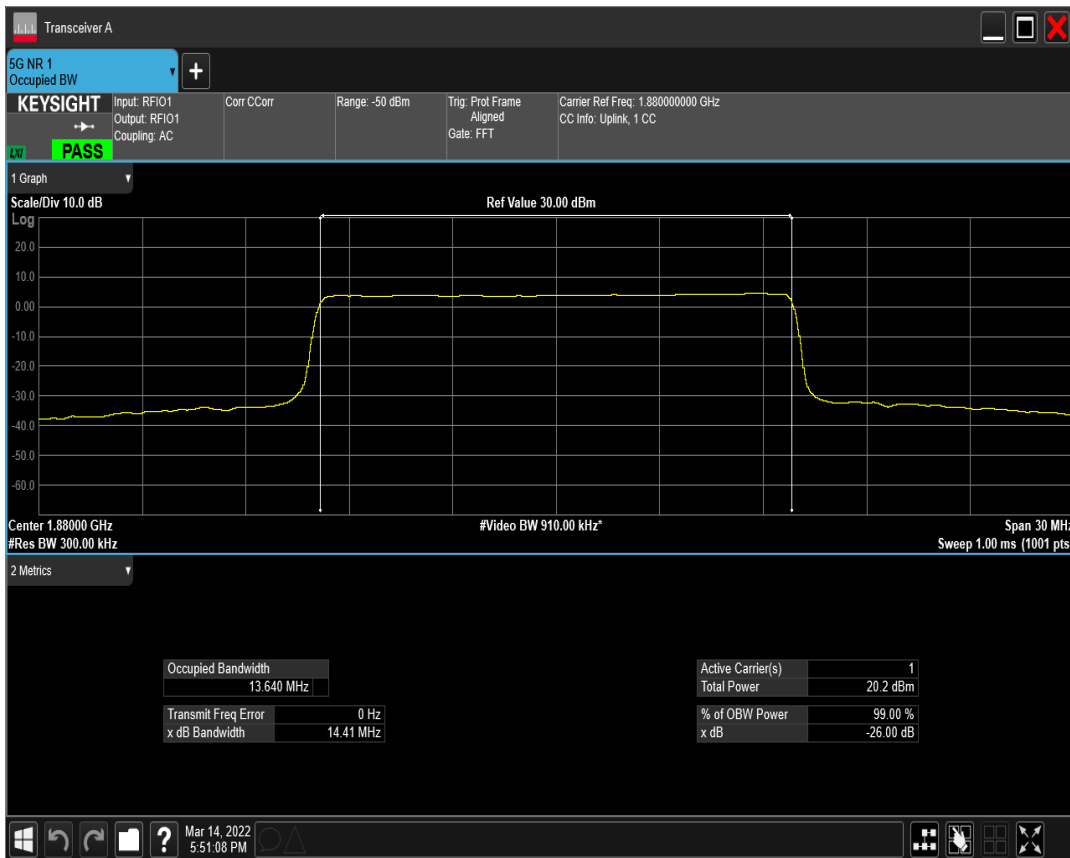 Transceiver A
5G NR 1
Occupied BW
KEYSIGHT
LXI
PASS
Input: RFIO1
Output: RFIO1
Coupling: AC
Corr CCorr
Range: -50 dBm
Trig: Prot Frame
Aligned
Gate: FFT
Carrier Ref Freq: 1.880000000 GHz
CC Info: Uplink, 1 CC
1 Graph
Scale/Div 10.0 dB
Ref Value 30.00 dBm
Log
20.0
10.0
0.00
-10.0
-20.0
-30.0
-40.0
-50.0
-60.0
Center 1.88000 GHz
#Video BW 910.00 kHz*
Span 30 MHz
#Res BW 300.00 kHz
Sweep 1.00 ms (1001 pts
2 Metrics
Occupied Bandwidth
13.640 MHz
Transmit Freq Error 0 Hz
x dB Bandwidth 14.41 MHz
Active Carrier(s) 1
Total Power 20.2 dBm
% of OBW Power 99.00 %
x dB -26.00 dB
?
Mar 14, 2022
5:51:08 PM